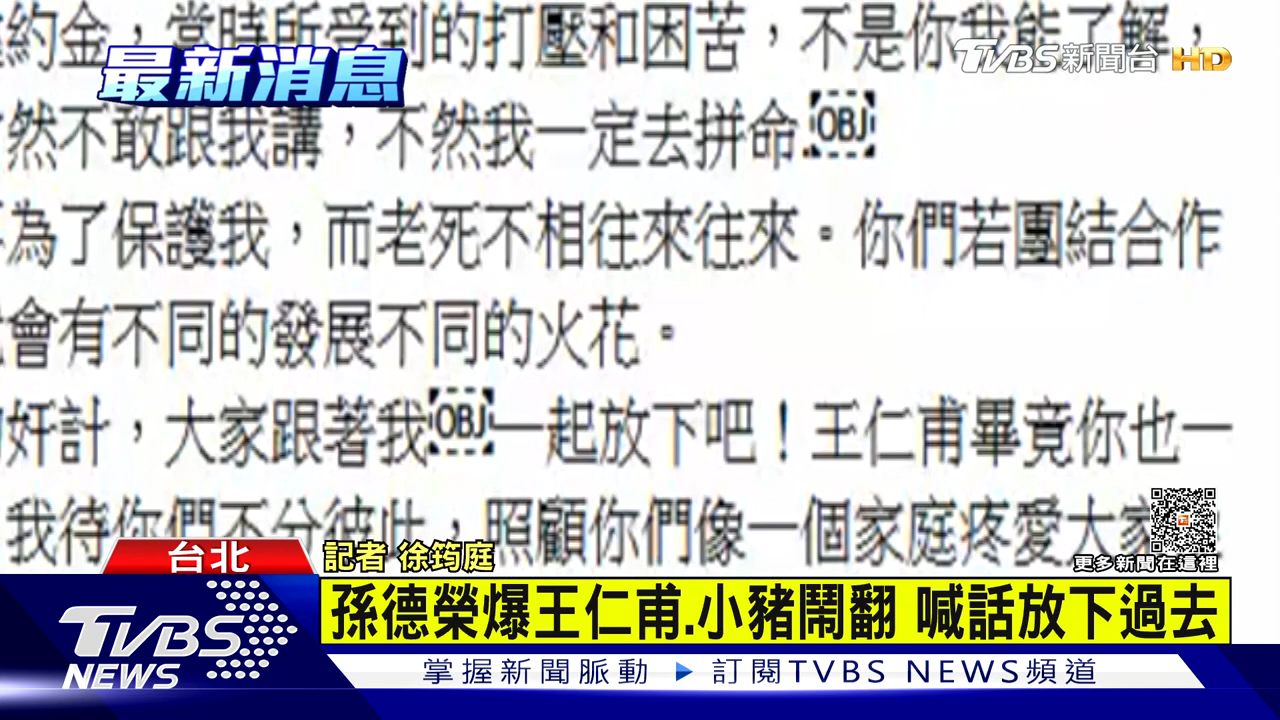 約金，當時所受到的打壓和困苦，不是你我能了解，
最新消息
TVBS新聞台 HD
然不敢跟我講，不然我一定去拼命OBJ
為了保護我，而老死不相往來往來。你們若團結合作
會有不同的發展不同的火花。
奸計，大家跟著我OBJ一起放下吧！王仁甫畢竟你也一
我待你們不分彼此，照顧你們像一個家庭疼愛大家
更多新聞在這裡
台北
記者 徐筠庭
孫德榮爆王仁甫.小豬鬧翻 喊話放下過去
TVBS NEWS
掌握新聞脈動 ▶ 訂閱TVBS NEWS頻道